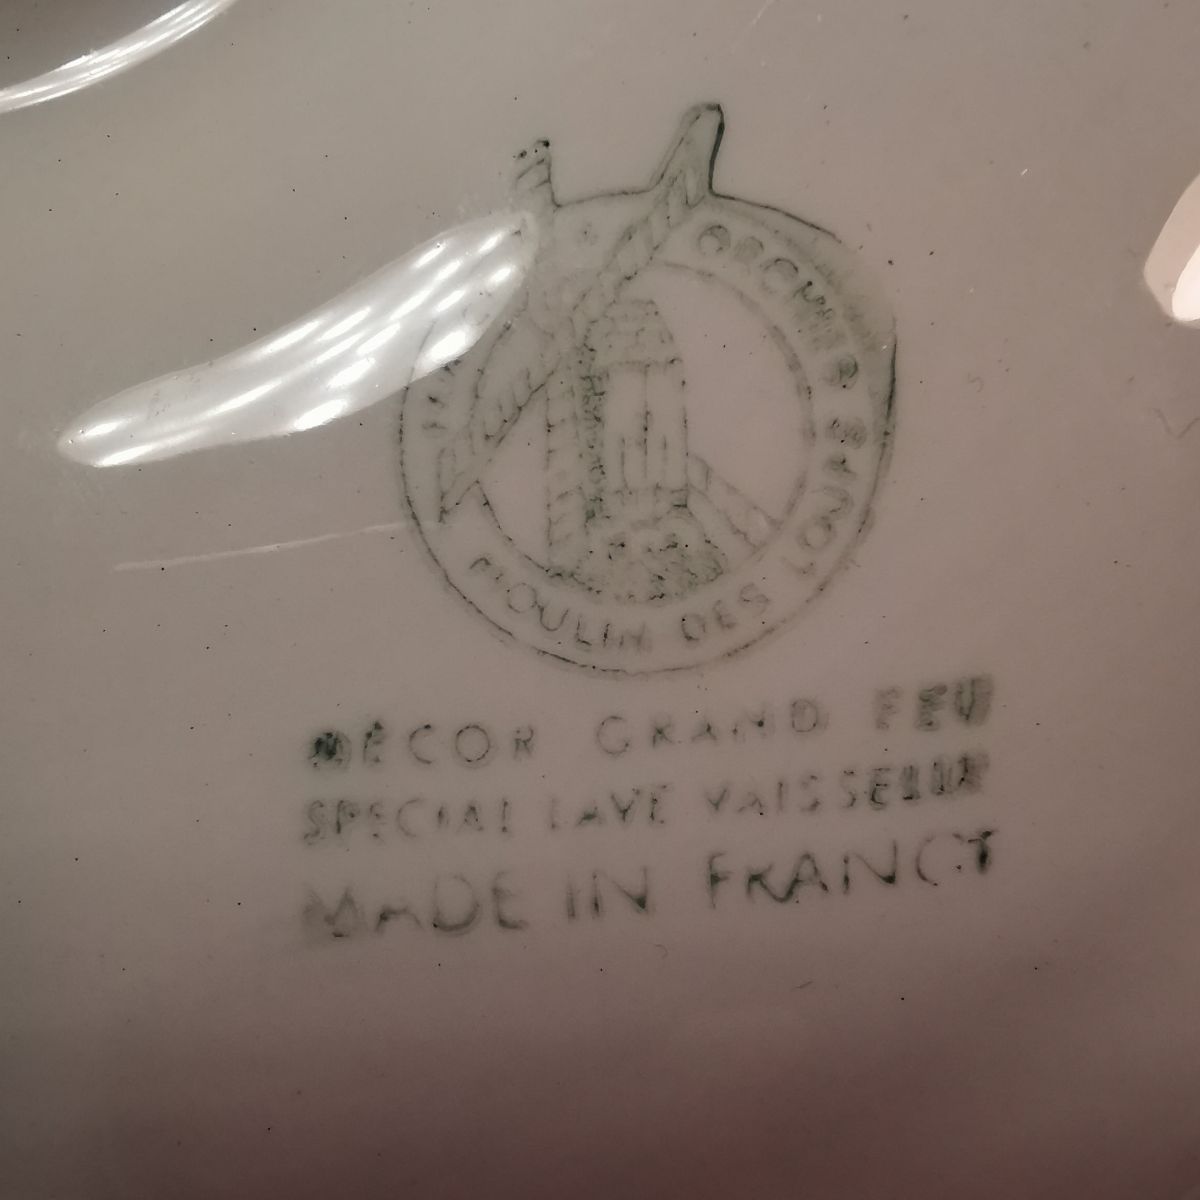 ORCHIES
MOULIN DES LOUPS
DÉCOR GRAND FEU
SPECIAL LAVE VAISSELLE
MADE IN FRANCE